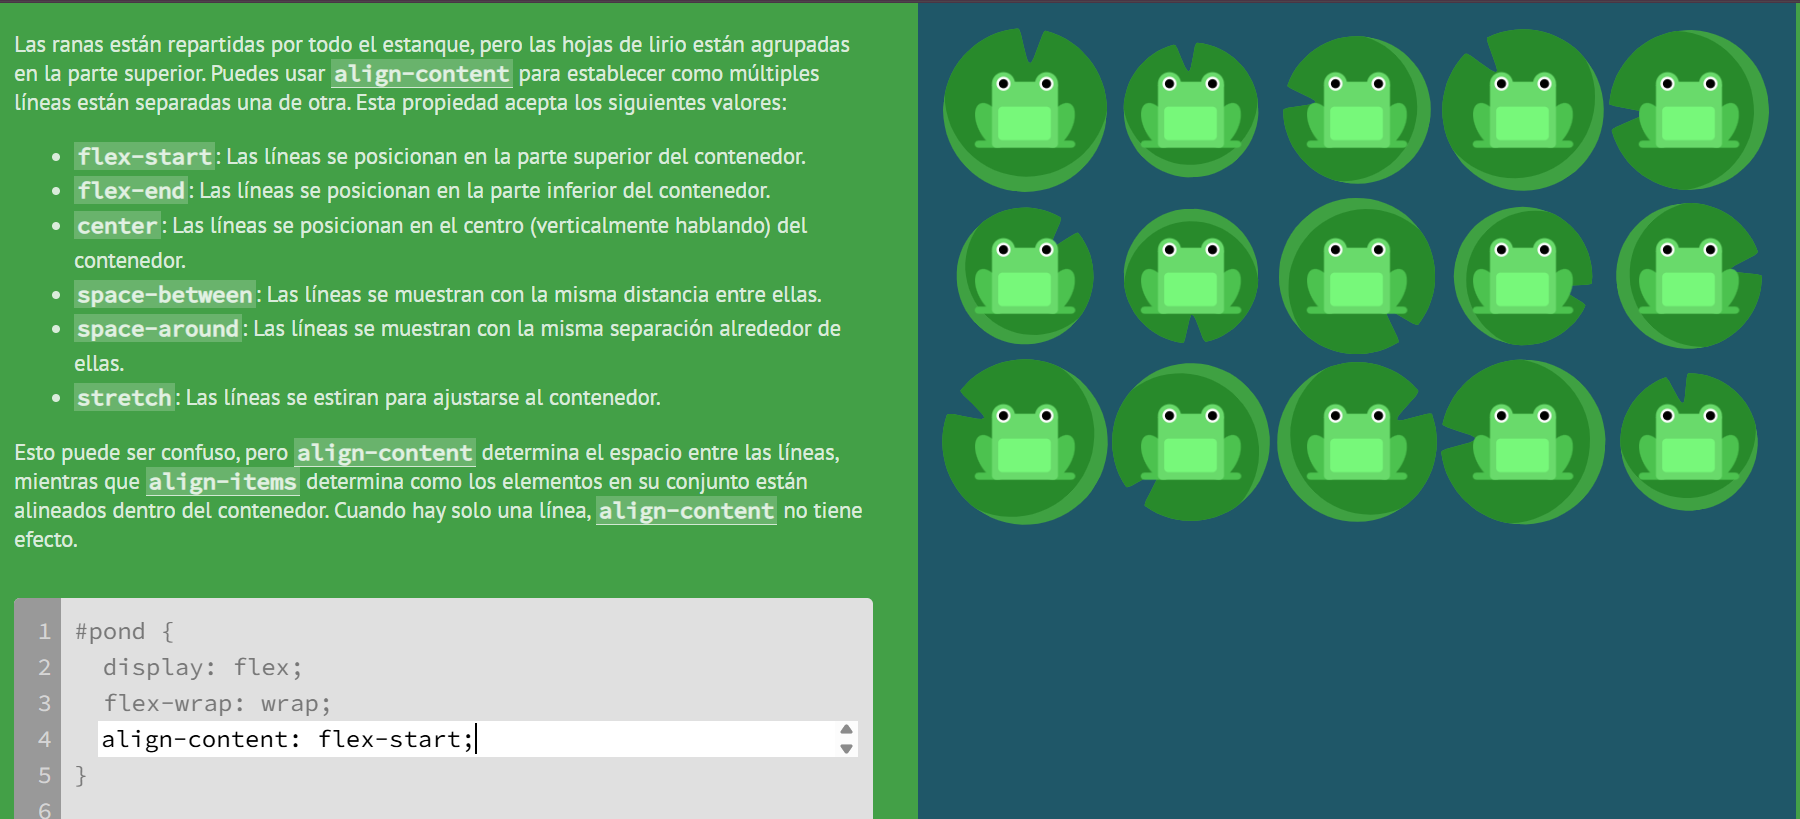 Las ranas están repartidas por todo el estanque, pero las hojas de lirio están agrupadas
en la parte superior. Puedes usar align-content para establecer como múltiples
líneas están separadas una de otra. Esta propiedad acepta los siguientes valores:
• flex-start: Las líneas se posicionan en la parte superior del contenedor.
• flex-end: Las líneas se posicionan en la parte inferior del contenedor.
• center: Las líneas se posicionan en el centro (verticalmente hablando) del
contenedor.
• space-between: Las líneas se muestran con la misma distancia entre ellas.
• space-around: Las líneas se muestran con la misma separación alrededor de
ellas.
• stretch: Las líneas se estiran para ajustarse al contenedor.
Esto puede ser confuso, pero align-content determina el espacio entre las líneas,
mientras que align-items determina como los elementos en su conjunto están
alineados dentro del contenedor. Cuando hay solo una línea, align-content no tiene
efecto.
1 #pond {
2 display: flex;
3 flex-wrap: wrap;
4 align-content: flex-start;
5 }
6